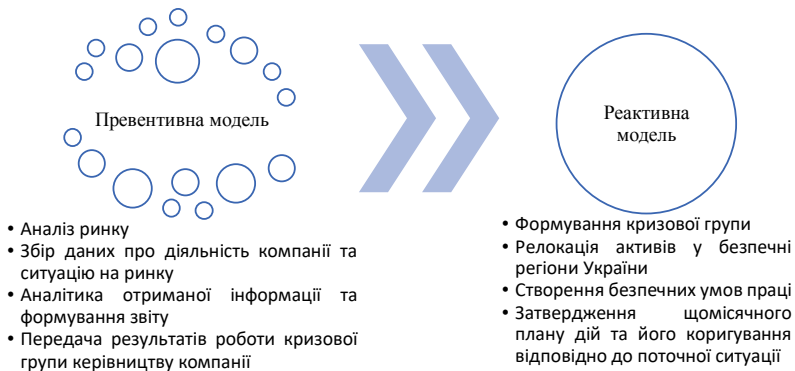 Превентивна модель
• Аналіз ринку
• Збір даних про діяльність компанії та
ситуацію на ринку
• Аналітика отриманої інформації та
формування звіту
• Передача результатів роботи кризової
групи керівництву компанії
Реактивна
модель
• Формування кризової групи
• Релокація активів у безпечні
регіони України
• Створення безпечних умов праці
• Затвердження щомісячного
плану дій та його коригування
відповідно до поточної ситуації